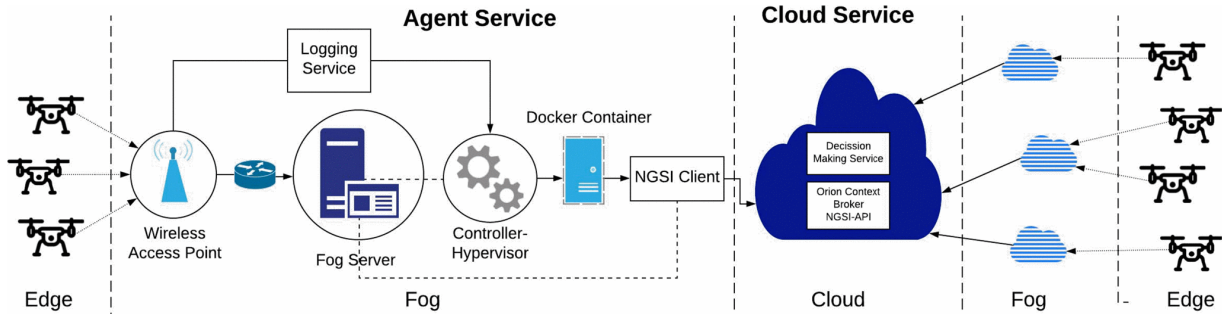 Agent Service
Cloud Service
Logging
Service
Docker Container
Decission
Making Service
NGSI Client
Orion Context
Broker
NGSI-API
Wireless
Access Point
Fog Server
Controller-
Hypervisor
Edge
Fog
Cloud
Fog
Edge